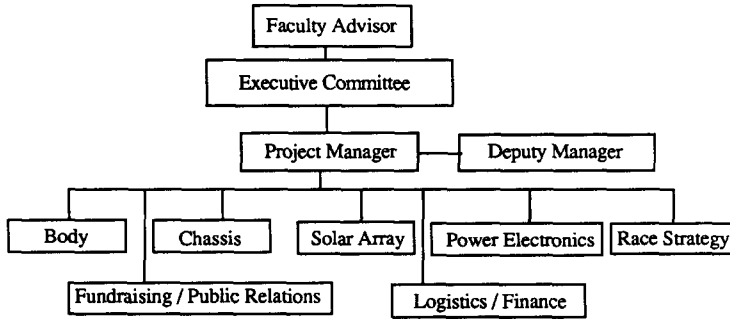 Faculty Advisor
Executive Committee
Project Manager
Deputy Manager
Body
Chassis
Solar Array
Power Electronics
Race Strategy
Fundraising / Public Relations
Logistics / Finance